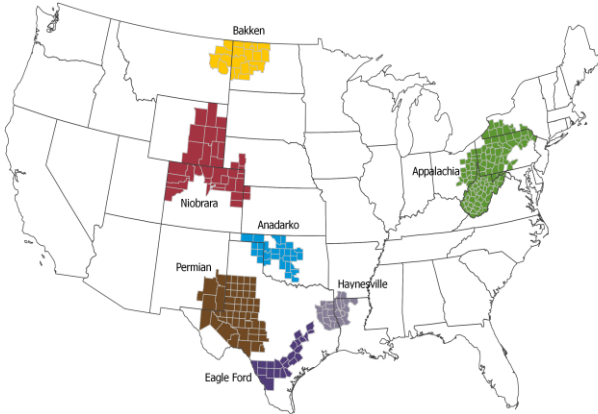 Bakken
Appalachia
Niobrara
Anadarko
Permian
Haynesville
Eagle Ford